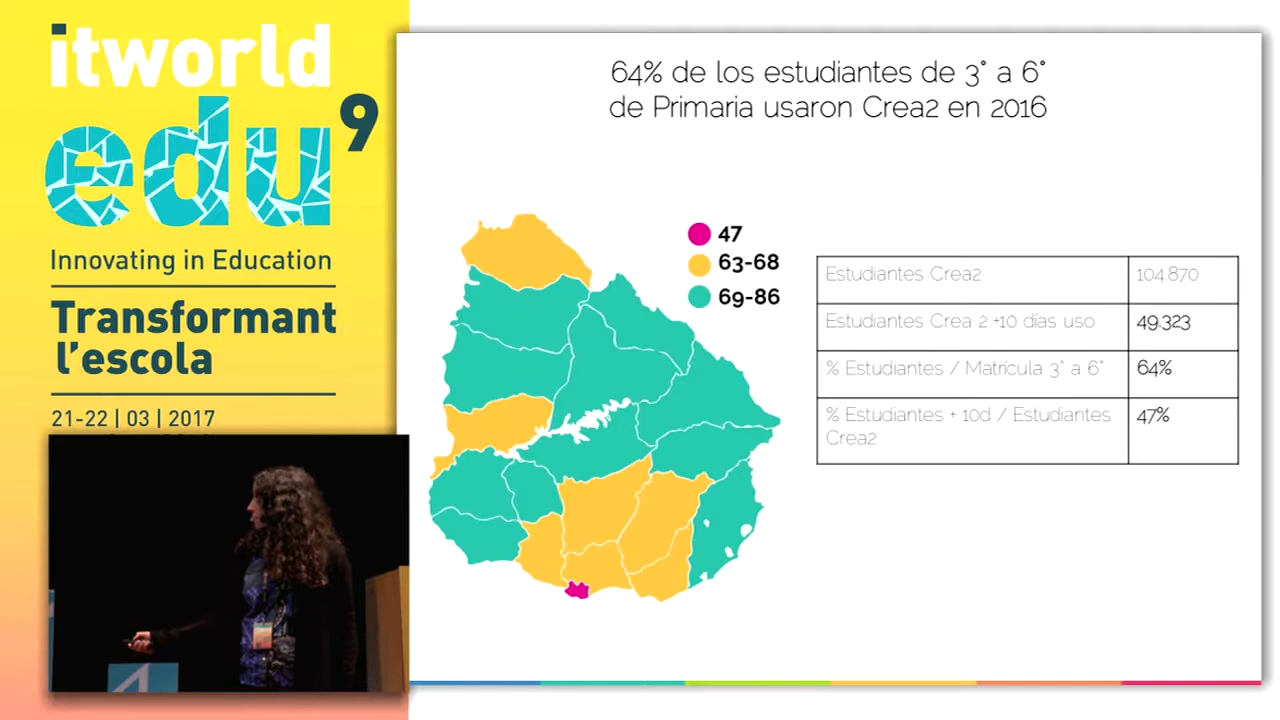 itworld
edu⁹
Innovating in Education
Transformant
l'escola
21-22 | 03 | 2017
64% de los estudiantes de 3° a 6°
de Primaria usaron Crea2 en 2016
47
63-68
69-86
Estudiantes Crea2 104.870
Estudiantes Crea 2 +10 días uso 49.323
% Estudiantes / Matrícula 3° a 6° 64%
% Estudiantes + 10d / Estudiantes 47%
Crea2